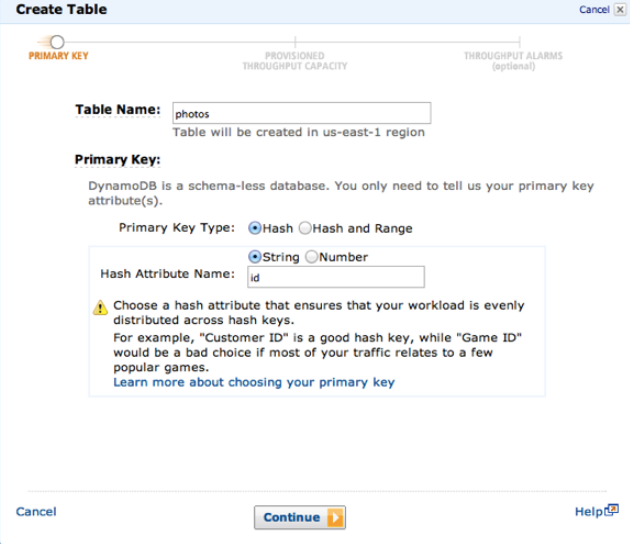 Create Table
Cancel
PRIMARY KEY
PROVISIONED
THROUGHPUT CAPACITY
THROUGHPUT ALARMS
(optional)
Table Name: photos
Table will be created in us-east-1 region
Primary Key:
DynamoDB is a schema-less database. You only need to tell us your primary key
attribute(s).
Primary Key Type: Hash Hash and Range
String Number
Hash Attribute Name: id
Choose a hash attribute that ensures that your workload is evenly
distributed across hash keys.
For example, "Customer ID" is a good hash key, while "Game ID"
would be a bad choice if most of your traffic relates to a few
popular games.
Learn more about choosing your primary key
Cancel
Continue
Help